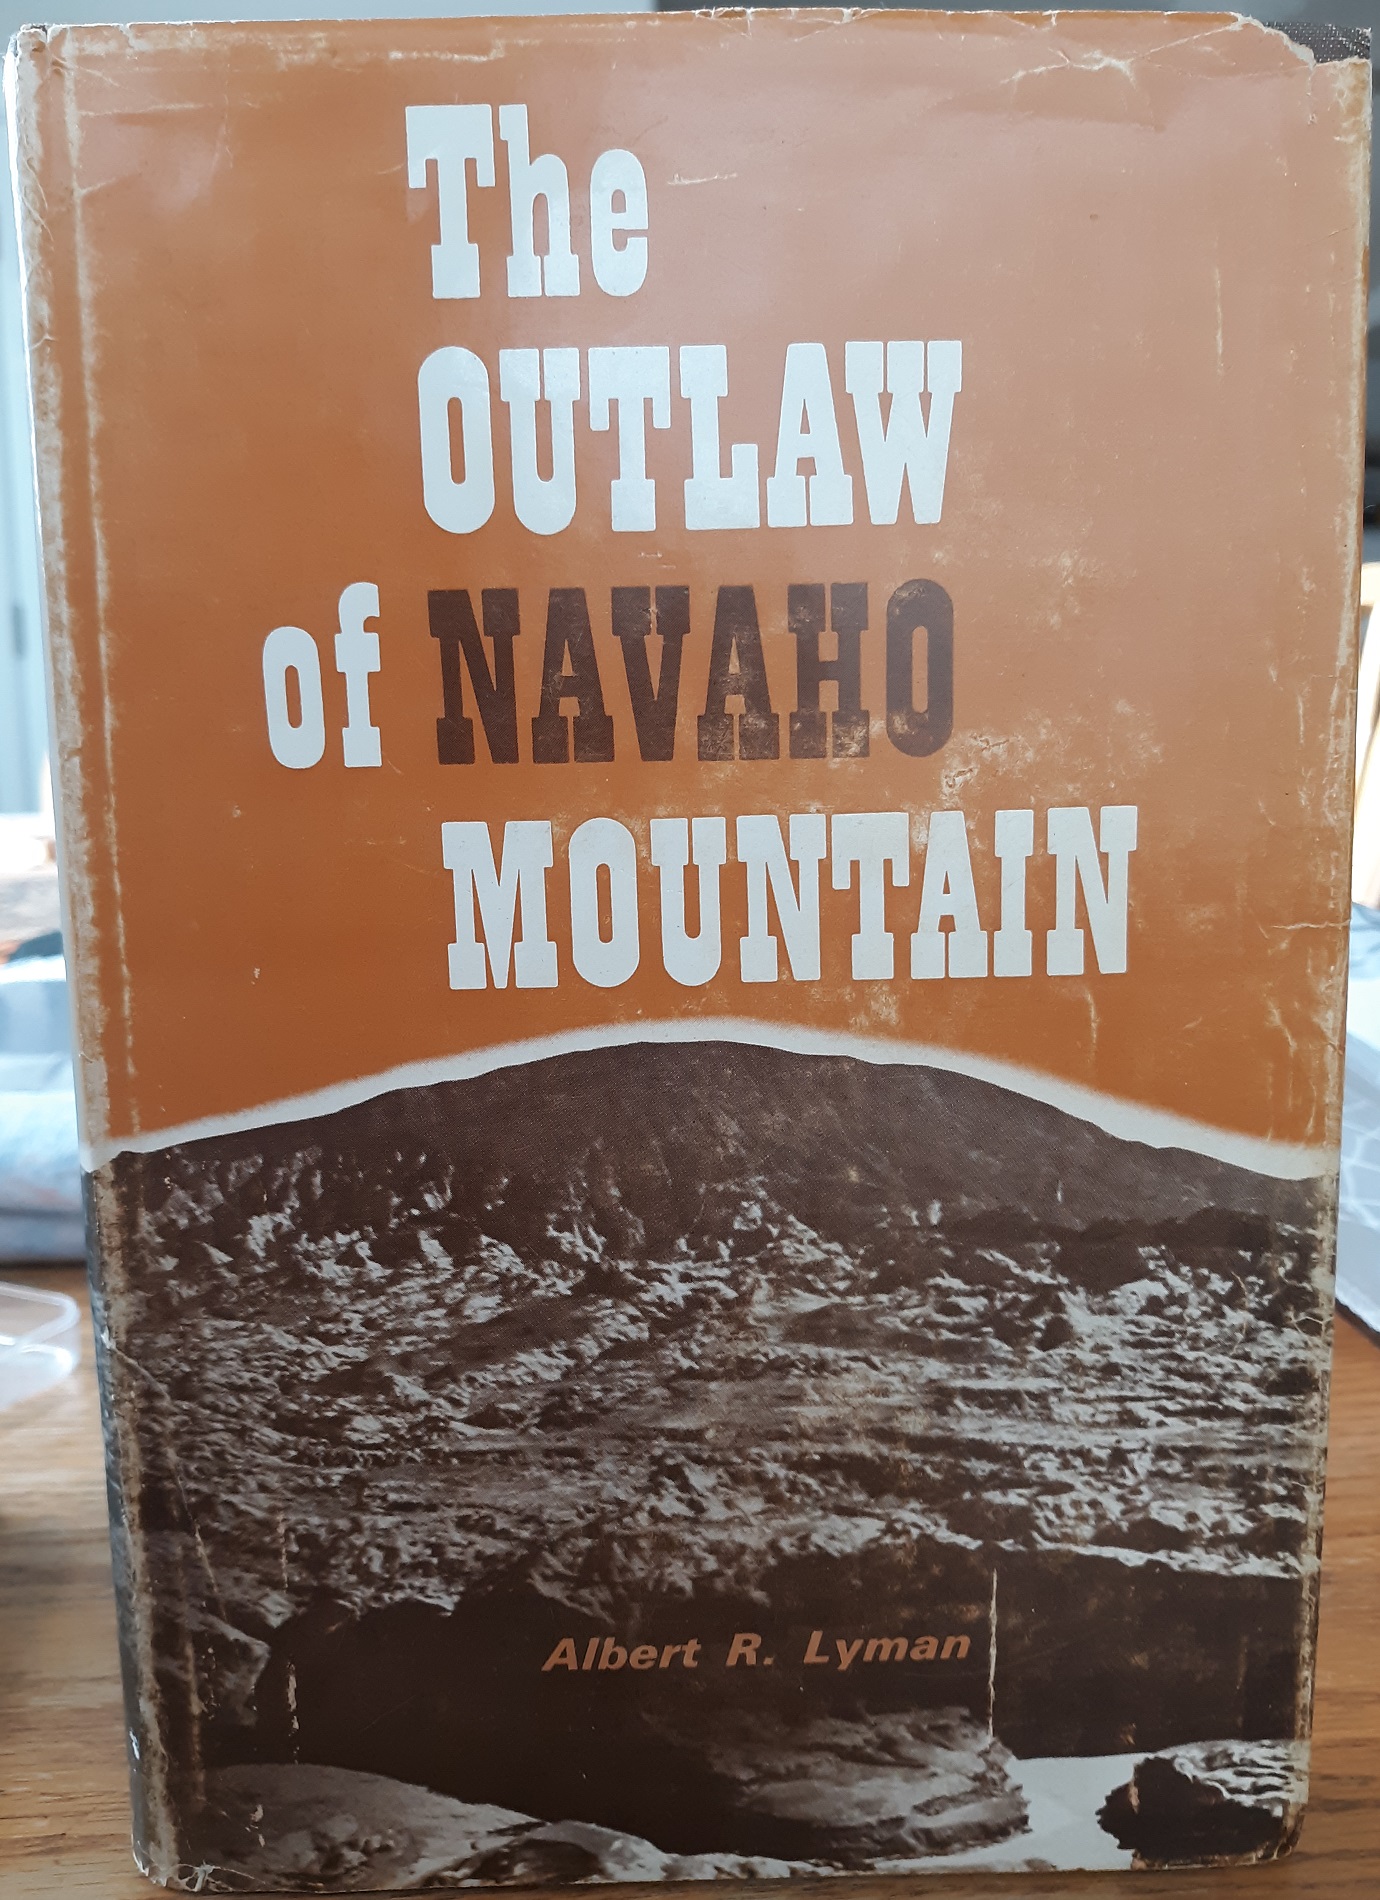 The
OUTLAW
of NAVAHO
MOUNTAIN
Albert R. Lyman